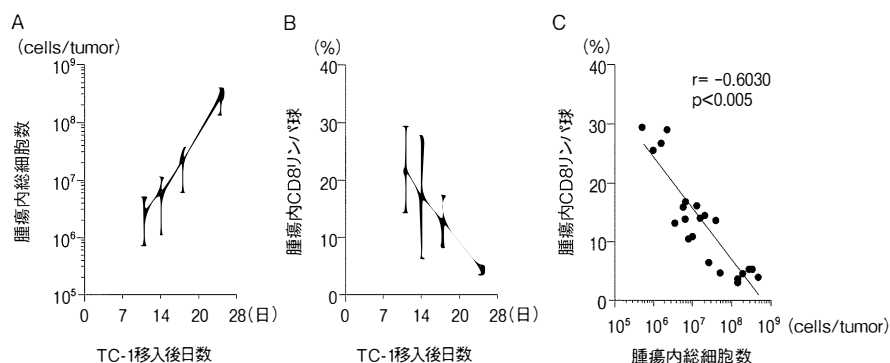 A
(cells/tumor)
10⁹
10⁸
10⁷
10⁶
10⁵
腫瘍内総細胞数
0 7 14 20 28(日)
TC-1移入後日数
B
(%)
40
30
20
10
0
腫瘍内CD8リンパ球
0 7 14 20 28(日)
TC-1移入後日数
C
(%)
r= -0.6030
p<0.005
40
30
20
10
0
腫瘍内CD8リンパ球
10⁵ 10⁶ 10⁷ 10⁸ 10⁹ (cells/tumor)
腫瘍内総細胞数